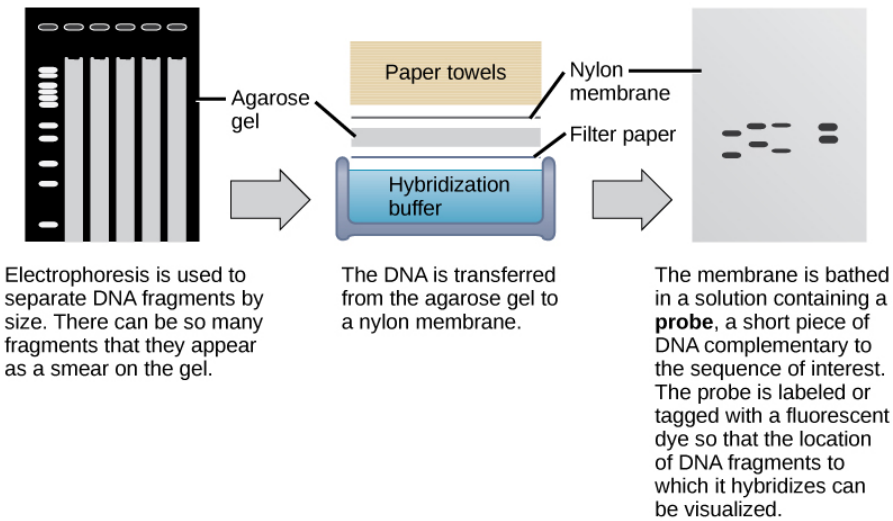 Agarose
gel
Paper towels
Nylon
membrane
Filter paper
Hybridization
buffer
Electrophoresis is used to
separate DNA fragments by
size. There can be so many
fragments that they appear
as a smear on the gel.
The DNA is transferred
from the agarose gel to
a nylon membrane.
The membrane is bathed
in a solution containing a
probe, a short piece of
DNA complementary to
the sequence of interest.
The probe is labeled or
tagged with a fluorescent
dye so that the location
of DNA fragments to
which it hybridizes can
be visualized.